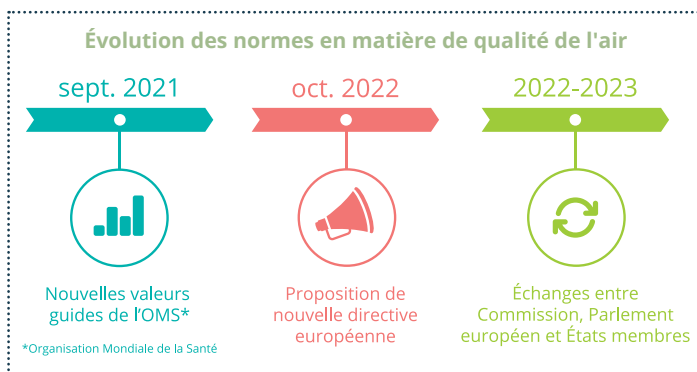 Évolution des normes en matière de qualité de l'air
sept. 2021
oct. 2022
2022-2023
Nouvelles valeurs
guides de l’OMS*
*Organisation Mondiale de la Santé
Proposition de
nouvelle directive
européenne
Échanges entre
Commission, Parlement
européen et États membres